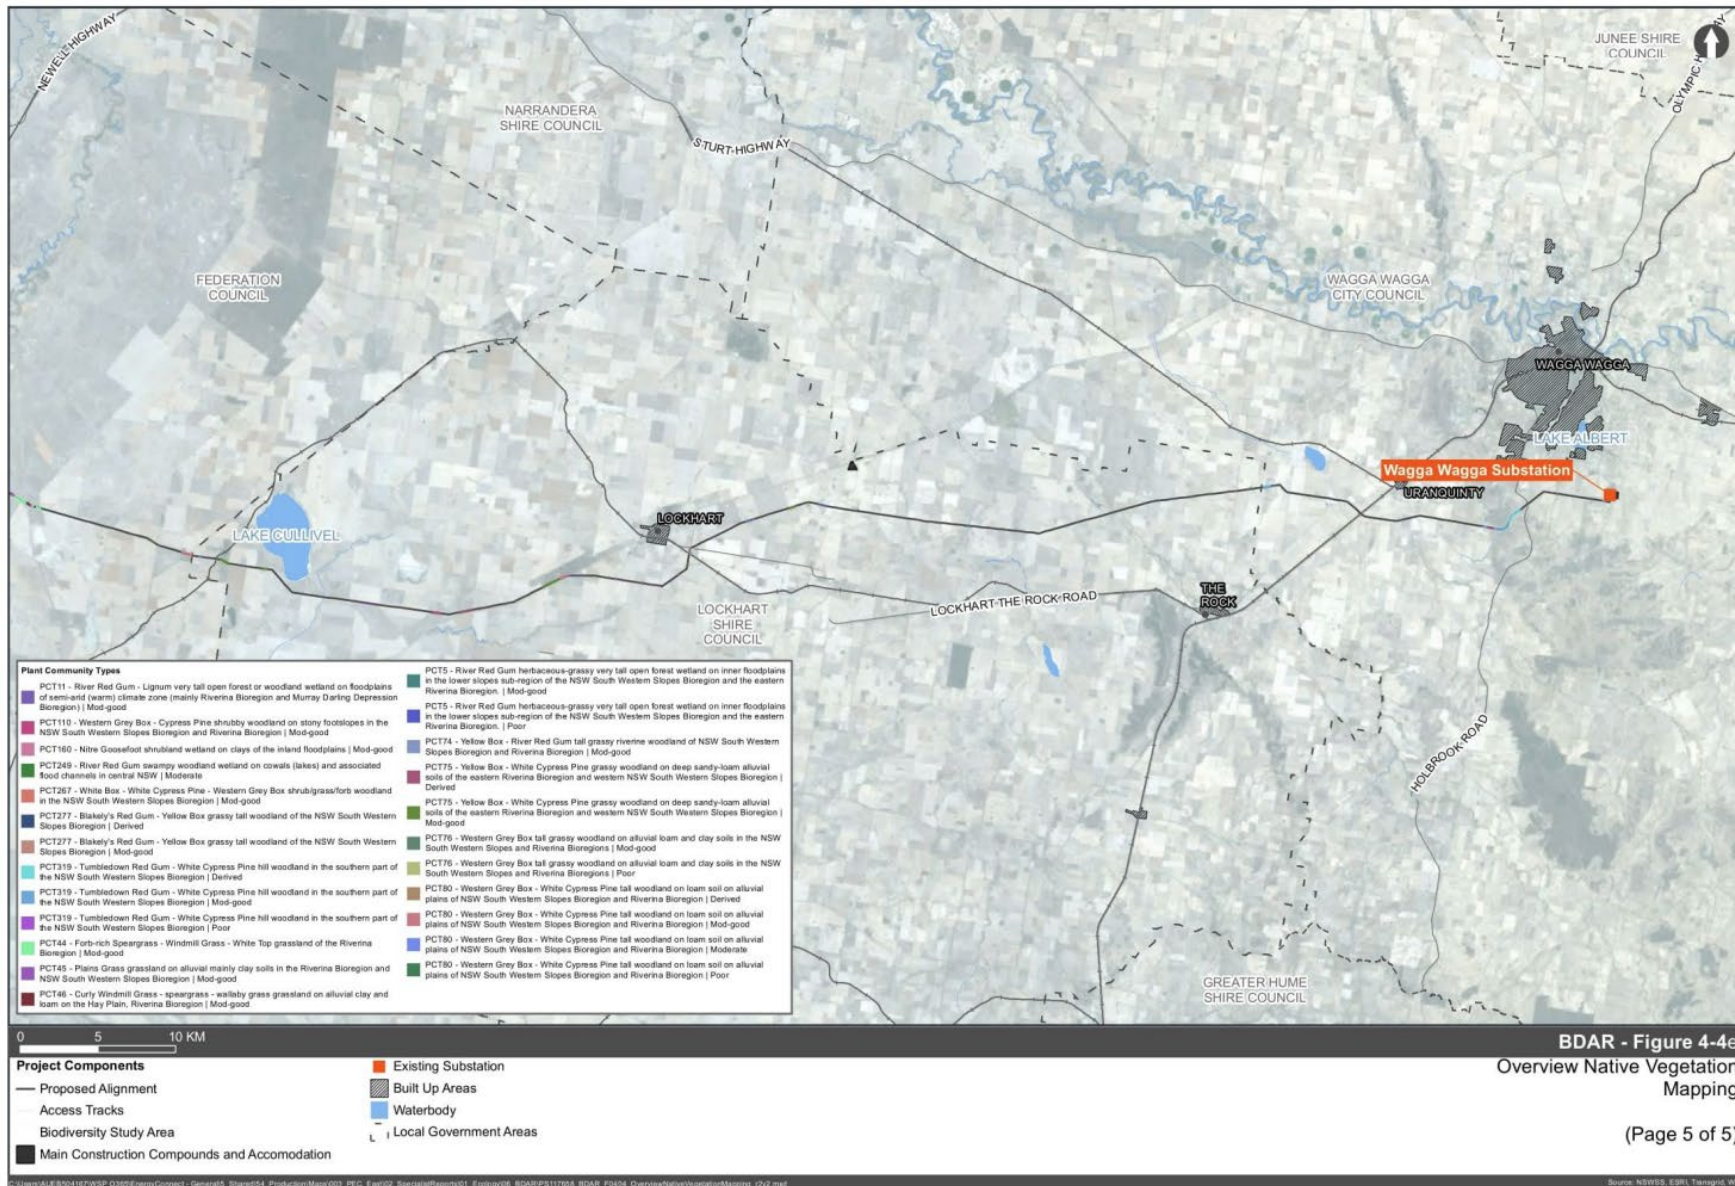 NEWELL HIGHWAY
JUNEE SHIRE
COUNCIL
NARRANDERA
SHIRE COUNCIL
STURT HIGHWAY
FEDERATION
COUNCIL
WAGGA WAGGA
CITY COUNCIL
WAGGA WAGGA
LAKE ALBERT
Wagga Wagga Substation
URANQUINTY
LOCKHART
LAKE CULLIVEL
THE
ROCK
LOCKHART THE ROCK ROAD
LOCKHART
SHIRE
COUNCIL
HOLBROOK ROAD
GREATER HUME
SHIRE COUNCIL
Plant Community Types
PCT11 - River Red Gum - Lignum very tall open forest or woodland wetland on floodplains
of semi-arid (warm) climate zone (mainly Riverina Bioregion and Murray Darling Depression
Bioregion) | Mod-good
PCT110 - Western Grey Box - Cypress Pine shrubby woodland on stony footslopes in the
NSW South Western Slopes Bioregion and Riverina Bioregion | Mod-good
PCT160 - Nitre Goosefoot shrubland wetland on clays of the inland floodplains | Mod-good
PCT249 - River Red Gum swampy woodland wetland on cowals (lakes) and associated
flood channels in central NSW | Moderate
PCT267 - White Box - White Cypress Pine - Western Grey Box shrub/grass/forb woodland
in the NSW South Western Slopes Bioregion | Mod-good
PCT277 - Blakely's Red Gum - Yellow Box grassy tall woodland of the NSW South Western
Slopes Bioregion | Derived
PCT277 - Blakely's Red Gum - Yellow Box grassy tall woodland of the NSW South Western
Slopes Bioregion | Mod-good
PCT319 - Tumbledown Red Gum - White Cypress Pine hill woodland in the southern part of
the NSW South Western Slopes Bioregion | Derived
PCT319 - Tumbledown Red Gum - White Cypress Pine hill woodland in the southern part of
the NSW South Western Slopes Bioregion | Mod-good
PCT319 - Tumbledown Red Gum - White Cypress Pine hill woodland in the southern part of
the NSW South Western Slopes Bioregion | Poor
PCT44 - Forb-rich Speargrass - Windmill Grass - White Top grassland of the Riverina
Bioregion | Mod-good
PCT45 - Plains Grass grassland on alluvial mainly clay soils in the Riverina Bioregion and
NSW South Western Slopes Bioregion | Mod-good
PCT46 - Curly Windmill Grass - speargrass - wallaby grass grassland on alluvial clay and
loam on the Hay Plain, Riverina Bioregion | Mod-good
PCT5 - River Red Gum herbaceous-grassy very tall open forest wetland on inner floodplains
in the lower slopes sub-region of the NSW South Western Slopes Bioregion and the eastern
Riverina Bioregion. | Mod-good
PCT5 - River Red Gum herbaceous-grassy very tall open forest wetland on inner floodplains
in the lower slopes sub-region of the NSW South Western Slopes Bioregion and the eastern
Riverina Bioregion. | Poor
PCT74 - Yellow Box - River Red Gum tall grassy riverine woodland of NSW South Western
Slopes Bioregion and Riverina Bioregion | Mod-good
PCT75 - Yellow Box - White Cypress Pine grassy woodland on deep sandy-loam alluvial
soils of the eastern Riverina Bioregion and western NSW South Western Slopes Bioregion |
Derived
PCT75 - Yellow Box - White Cypress Pine grassy woodland on deep sandy-loam alluvial
soils of the eastern Riverina Bioregion and western NSW South Western Slopes Bioregion |
Mod-good
PCT76 - Western Grey Box tall grassy woodland on alluvial loam and clay soils in the NSW
South Western Slopes and Riverina Bioregions | Mod-good
PCT76 - Western Grey Box tall grassy woodland on alluvial loam and clay soils in the NSW
South Western Slopes and Riverina Bioregions | Poor
PCT80 - Western Grey Box - White Cypress Pine tall woodland on loam soil on alluvial
plains of NSW South Western Slopes Bioregion and Riverina Bioregion | Derived
PCT80 - Western Grey Box - White Cypress Pine tall woodland on loam soil on alluvial
plains of NSW South Western Slopes Bioregion and Riverina Bioregion | Mod-good
PCT80 - Western Grey Box - White Cypress Pine tall woodland on loam soil on alluvial
plains of NSW South Western Slopes Bioregion and Riverina Bioregion | Moderate
PCT80 - Western Grey Box - White Cypress Pine tall woodland on loam soil on alluvial
plains of NSW South Western Slopes Bioregion and Riverina Bioregion | Poor
0 5 10 KM
BDAR - Figure 4-4e
Overview Native Vegetation
Mapping
(Page 5 of 5)
Project Components
Proposed Alignment
Access Tracks
Biodiversity Study Area
Main Construction Compounds and Accomodation
Existing Substation
Built Up Areas
Waterbody
Local Government Areas
Source: NSWSS, ESRI, Transgrid